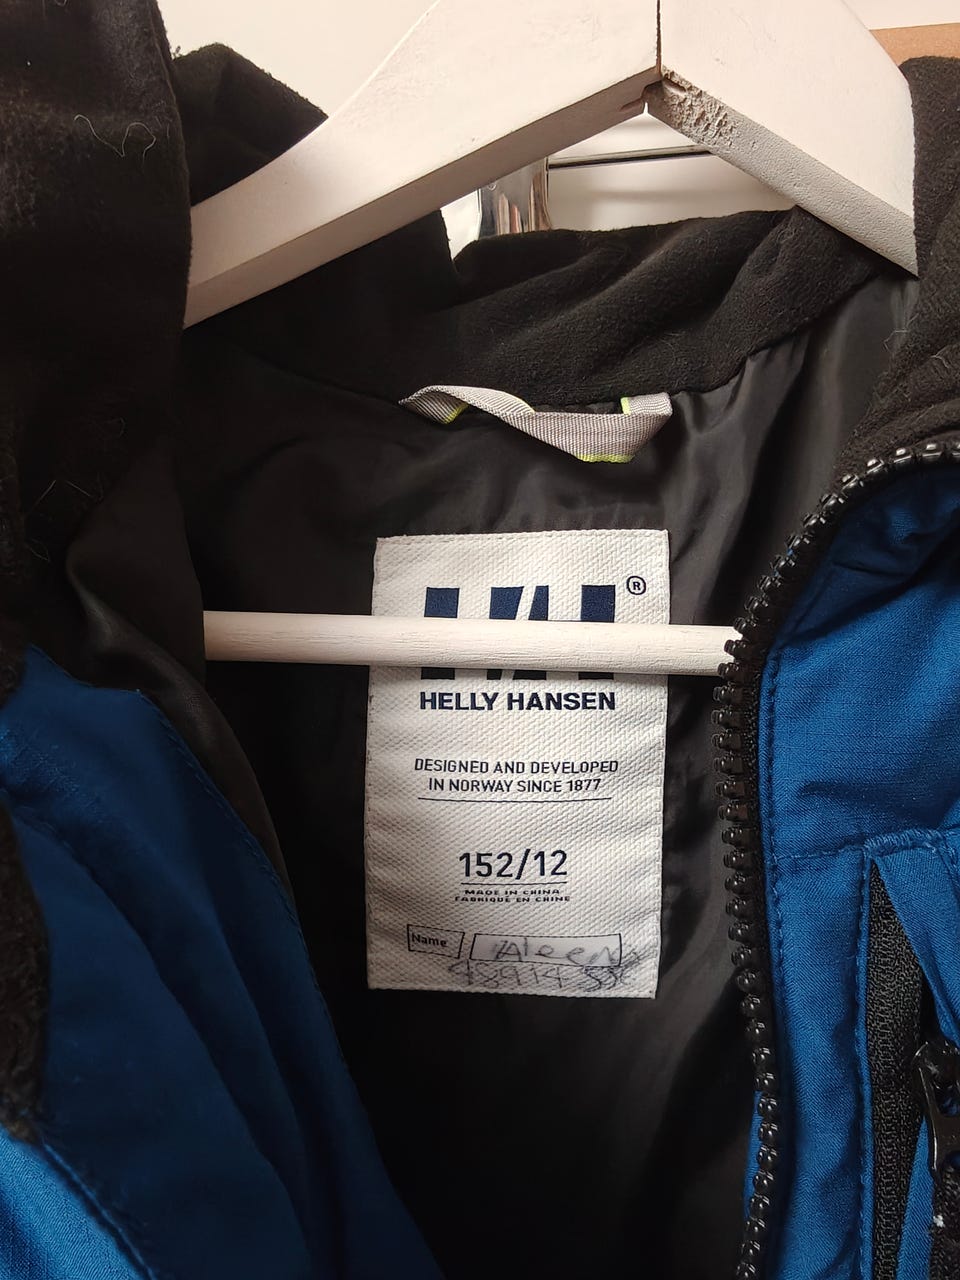 ®
HELLY HANSEN
DESIGNED AND DEVELOPED
IN NORWAY SINCE 1877
152/12
MADE IN CHINA
FABRIQUÉ EN CHINE
Name